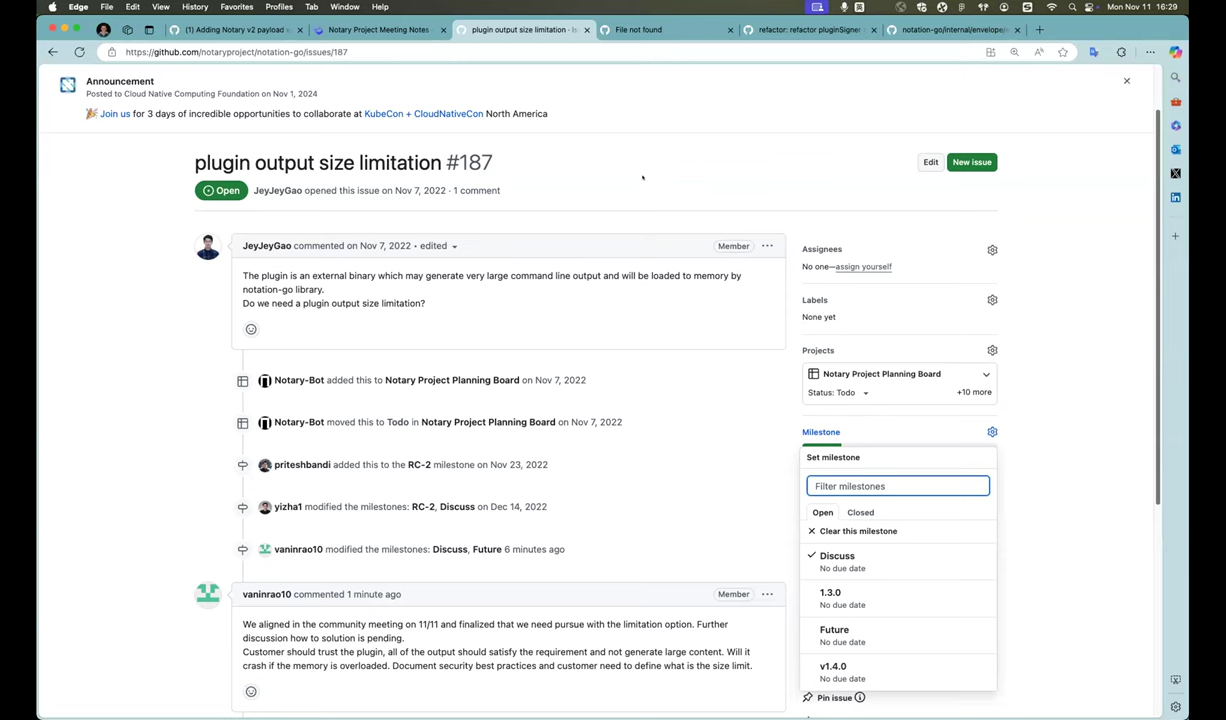 Edge File Edit View History Favorites Profiles Tab Window Help
Mon Nov 11 16:29
(1) Adding Notary v2 payload
Notary Project Meeting Notes
plugin output size limitation · Is
File not found
refactor: refactor pluginSigner
notation-go/internal/envelope/e
https://github.com/notaryproject/notation-go/issues/187
Announcement
Posted to Cloud Native Computing Foundation on Nov 1, 2024
🎉 Join us for 3 days of incredible opportunities to collaborate at KubeCon + CloudNativeCon North America
plugin output size limitation #187
Edit
New issue
Open
JeyJeyGao opened this issue on Nov 7, 2022 · 1 comment
JeyJeyGao commented on Nov 7, 2022 • edited
Member
The plugin is an external binary which may generate very large command line output and will be loaded to memory by
notation-go library.
Do we need a plugin output size limitation?
Notary-Bot added this to Notary Project Planning Board on Nov 7, 2022
Notary-Bot moved this to Todo in Notary Project Planning Board on Nov 7, 2022
priteshbandi added this to the RC-2 milestone on Nov 23, 2022
yizha1 modified the milestones: RC-2, Discuss on Dec 14, 2022
vaninrao10 modified the milestones: Discuss, Future 6 minutes ago
vaninrao10 commented 1 minute ago
Member
We aligned in the community meeting on 11/11 and finalized that we need pursue with the limitation option. Further
discussion how to solution is pending.
Customer should trust the plugin, all of the output should satisfy the requirement and not generate large content. Will it
crash if the memory is overloaded. Document security best practices and customer need to define what is the size limit.
Assignees
No one—assign yourself
Labels
None yet
Projects
Notary Project Planning Board
Status: Todo
+10 more
Milestone
Set milestone
Filter milestones
Open Closed
Clear this milestone
Discuss
No due date
1.3.0
No due date
Future
No due date
v1.4.0
No due date
Pin issue